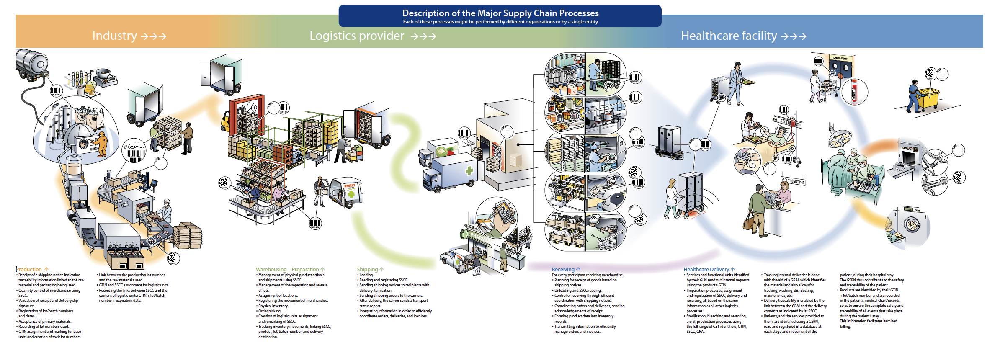 Description of the Major Supply Chain Processes
Each of these processes might be performed by different organisations or by a single entity
Industry →→→
Logistics provider →→→
Healthcare facility →→→
LABORATORY
ADMISSIONS
URGENT
delivery
PHARMA
Production ↑
• Receipt of a shipping notice indicating
traceability information linked to the raw
material and packaging being used.
• Quantity control of merchandise using
SSCC.
• Validation of receipt and delivery slip
signature.
• Registration of lot/batch numbers
and dates.
• Acceptance of primary materials.
• Recording of lot numbers used.
• GTIN assignment and marking for base
units and creation of their lot numbers.
• Link between the production lot number
and the raw materials used.
• GTIN and SSCC assignment for logistic units.
• Recording the links between SSCC and the
content of logistic units: GTIN + lot/batch
number + expiration date.
Warehousing – Preparation ↑
• Management of physical product arrivals
and shipments using SSCC.
• Management of the separation and release
of lots.
• Assignment of locations.
• Registering the movement of merchandise.
• Physical inventory.
• Order picking.
• Creation of logistic units, assignment
and remarking of SSCC.
• Tracking inventory movements, linking SSCC,
product, lot/batch number, and delivery
destination.
Shipping ↑
• Loading.
• Reading and registering SSCC.
• Sending shipping notices to recipients with
delivery itemisation.
• Sending shipping orders to the carriers.
• After delivery, the carrier sends a transport
status report.
• Integrating information in order to efficiently
coordinate orders, deliveries, and invoices.
Receiving ↑
For every participant receiving merchandise:
• Planning for receipt of goods based on
shipping notices.
• Unloading and SSCC reading.
• Control of receiving through efficient
coordination with shipping notices.
• Coordinating orders and deliveries, sending
acknowledgements of receipt.
• Entering product data into inventory
records.
• Transmitting information to efficiently
manage orders and invoices.
Healthcare Delivery ↑
• Services and functional units identified
by their GLN send out internal requests
using the product's GTIN.
• Preparation processes, assignment
and registration of SSCC, delivery and
receiving, all based on the same
information as all other logistics
processes.
• Sterilization, bleaching and restoring,
are all production processes using
the full range of GS1 identifiers; GTIN,
SSCC, GRAI.
• Tracking internal deliveries is done
with the aid of a GRAI, which identifies
the material and also allows for
tracking, washing, disinfecting,
maintenance, etc.
• Delivery traceability is enabled by the
link between the GRAI and the delivery
contents as indicated by its SSCC.
• Patients, and the services provided to
them, are identified using a GSRN,
read and registered in a database at
each stage and movement of the
patient, during their hospital stay.
The GSRN thus contributes to the safety
and traceability of the patient.
• Products are identified by their GTIN
+ lot/batch number and are recorded
in the patient's medical chart/records
so as to ensure the complete safety and
traceability of all events that take place
during the patient's stay.
This information facilitates itemized
billing.